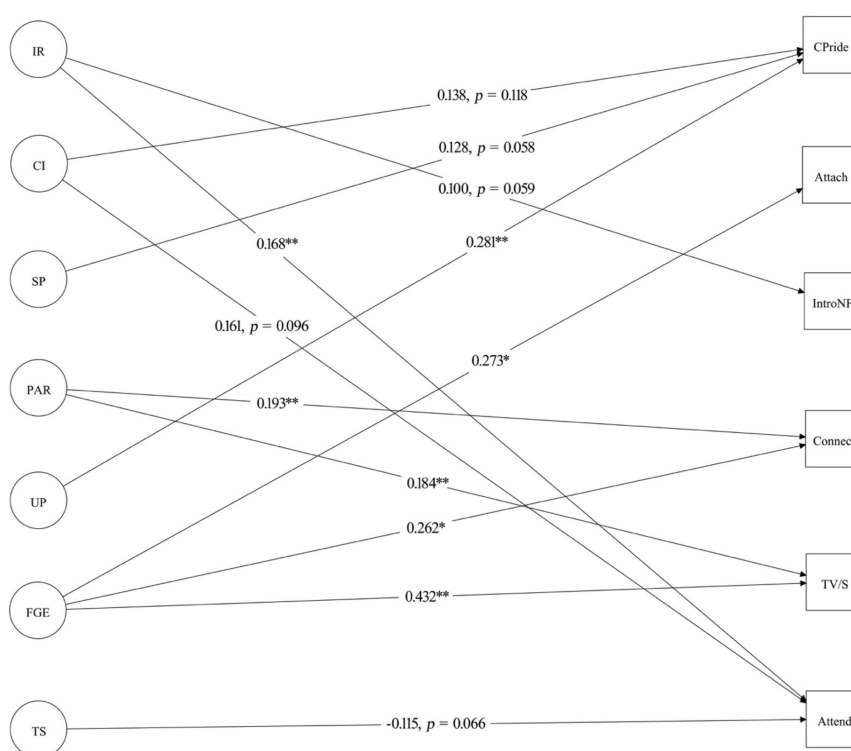 IR
CPride
0.138, p = 0.118
0.128, p = 0.058
CI
Attach
0.100, p = 0.059
0.168**
0.281**
SP
IntroNF
0.161, p = 0.096
0.273*
PAR
0.193**
Connec
0.184**
UP
0.262*
TV/S
0.432**
FGE
-0.115, p = 0.066
Attend
TS